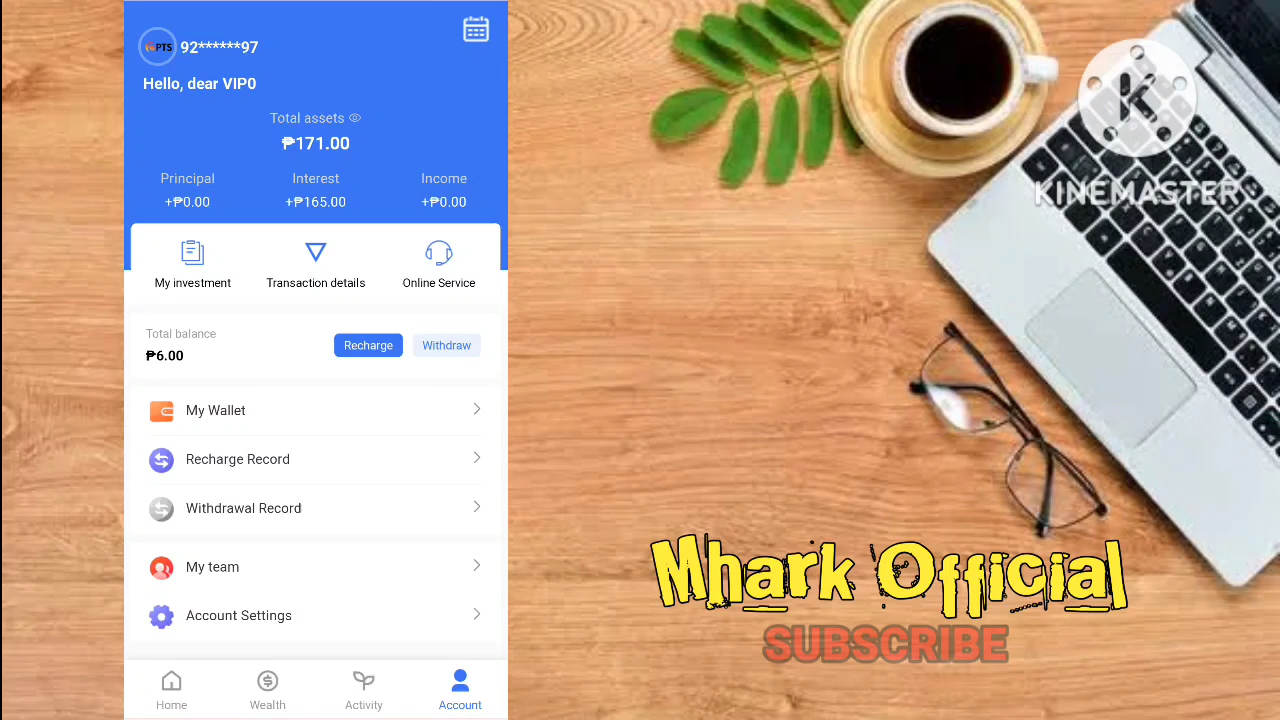 PTS 92******97
Hello, dear VIP0
Total assets
₱171.00
Principal Interest Income
+₱0.00 +₱165.00 +₱0.00
My investment Transaction details Online Service
Total balance
₱6.00
Recharge Withdraw
My Wallet
Recharge Record
Withdrawal Record
My team
Account Settings
Home Wealth Activity Account
K
KINEMASTER
Mhark Official
SUBSCRIBE